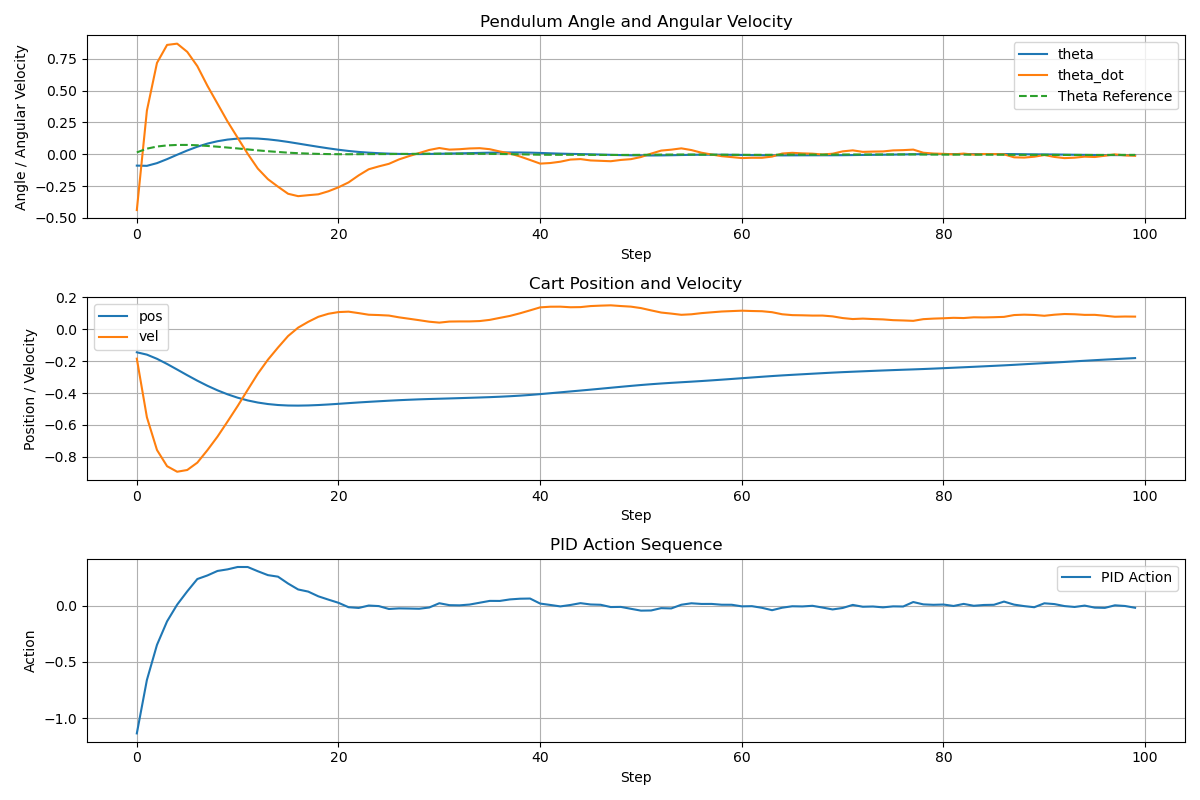 Pendulum Angle and Angular Velocity
Angle / Angular Velocity
0.75
0.50
0.25
0.00
−0.25
−0.50
theta
theta_dot
Theta Reference
0 20 40 60 80 100
Step
Cart Position and Velocity
Position / Velocity
0.2
0.0
−0.2
−0.4
−0.6
−0.8
pos
vel
0 20 40 60 80 100
Step
PID Action Sequence
Action
0.0
−0.5
−1.0
PID Action
0 20 40 60 80 100
Step